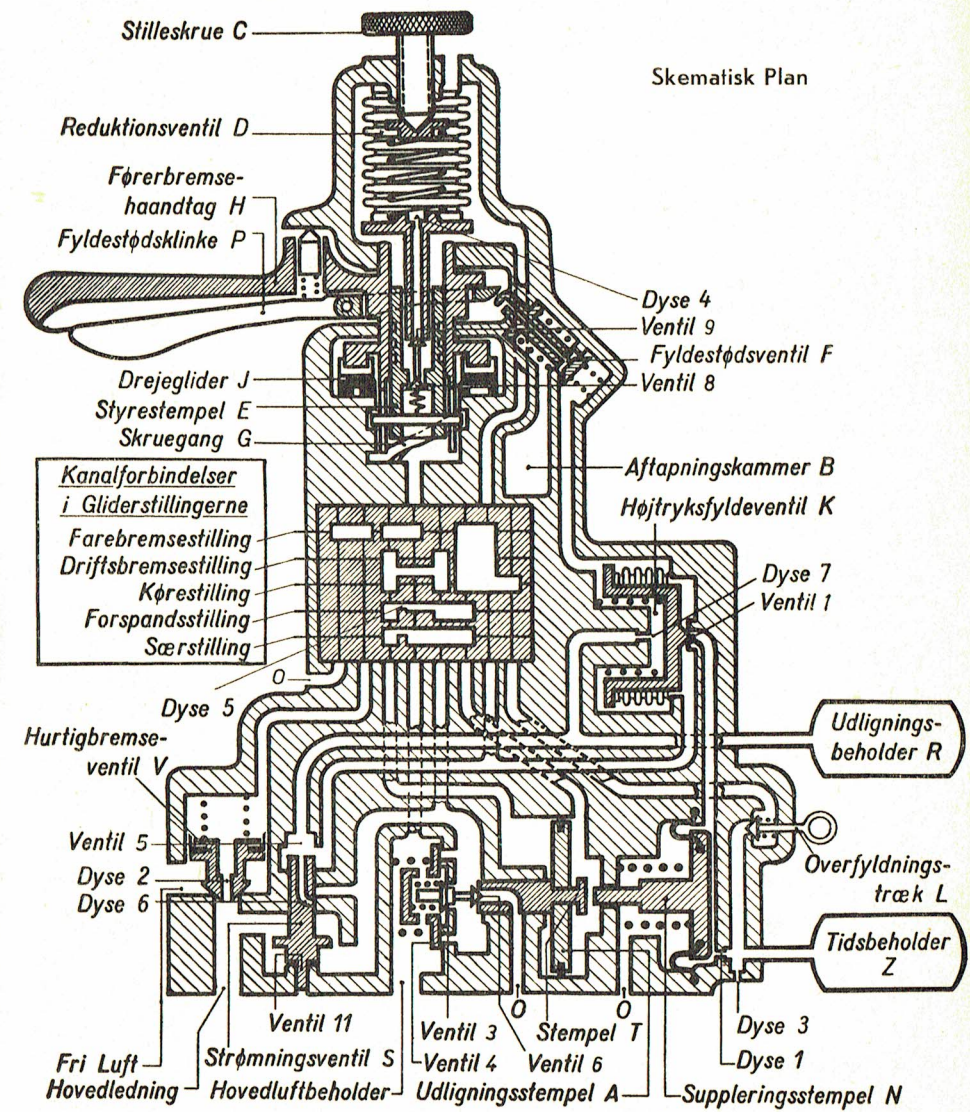 Stilleskrue C
Skematisk Plan
Reduktionsventil D
Førerbremse-
haandtag H
Fyldestødsklinke P
Dyse 4
Ventil 9
Fyldestødsventil F
Ventil 8
Drejeglider J
Styrestempel E
Skruegang G
Aftapningskammer B
Højtryksfyldeventil K
Kanalforbindelser
i Gliderstillingerne
Farebremsestilling
Driftsbremsestilling
Kørestilling
Forspandsstilling
Særstilling
Dyse 7
Ventil 1
O
Dyse 5
Hurtigbremse-
ventil V
Udlignings-
beholder R
Ventil 5
Dyse 2
Dyse 6
Overfyldnings-
træk L
Tidsbeholder
Z
O
O
Ventil 11
Ventil 3
Stempel T
Dyse 3
Fri Luft
Strømningsventil S
Ventil 4
Ventil 6
Dyse 1
Hovedledning
Hovedluftbeholder
Udligningsstempel A
Suppleringsstempel N